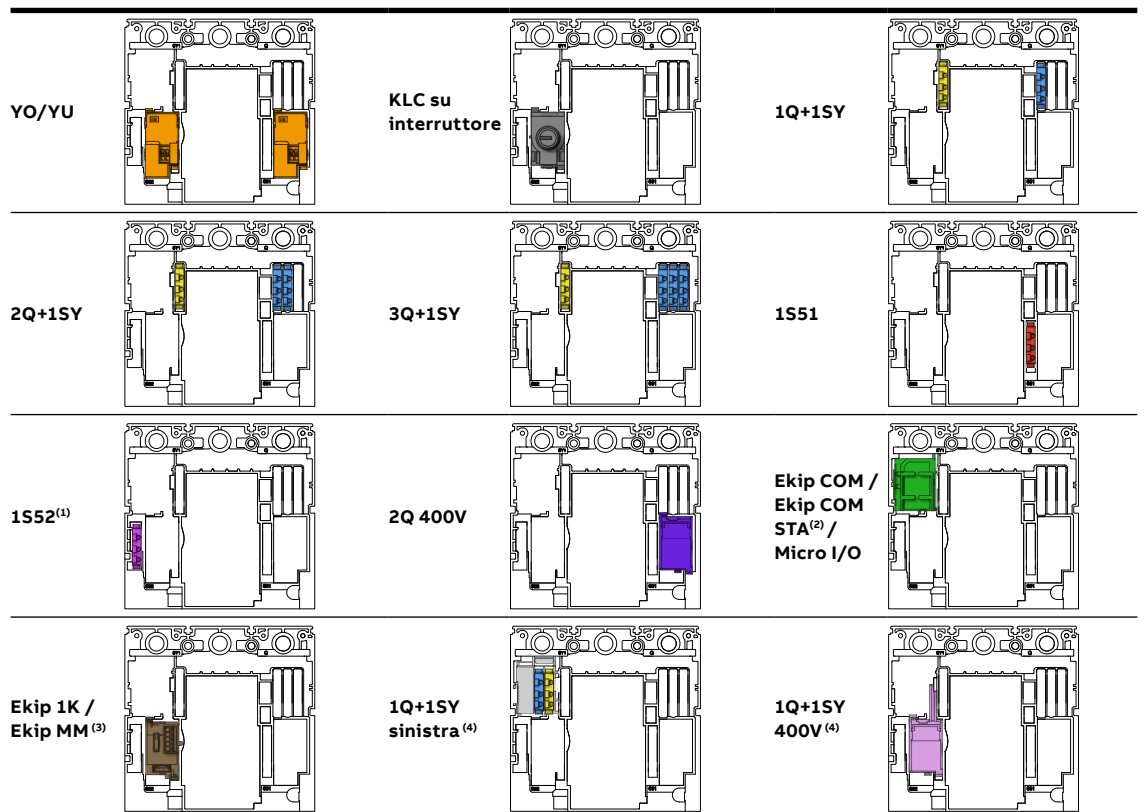 YO/YU
KLC su
interruttore
1Q+1SY
2Q+1SY
3Q+1SY
1S51
1S52(1)
2Q 400V
Ekip COM /
Ekip COM
STA(2) /
Micro I/O
Ekip 1K /
Ekip MM (3)
1Q+1SY
sinistra (4)
1Q+1SY
400V (4)